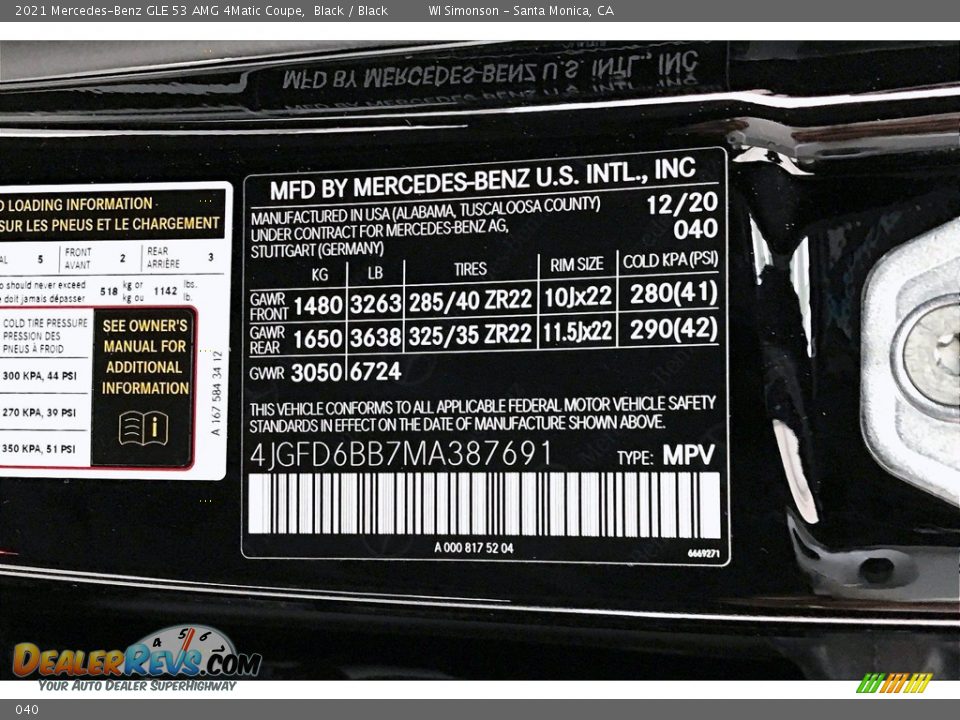 2021 Mercedes-Benz GLE 53 AMG 4Matic Coupe, Black / Black WI Simonson - Santa Monica, CA
MFD BY MERCEDES-BENZ U.S. INTL., INC
LOADING INFORMATION
SUR LES PNEUS ET LE CHARGEMENT
5 FRONT AVANT 2 REAR ARRIÈRE 3
should never exceed 518 kg or 1142 lbs.
doit jamais dépasser kg ou lb.
COLD TIRE PRESSURE
PRESSION DES
PNEUS À FROID
300 KPA, 44 PSI
270 KPA, 39 PSI
350 KPA, 51 PSI
SEE OWNER'S
MANUAL FOR
ADDITIONAL
INFORMATION
i
A 167 584 34 12
MFD BY MERCEDES-BENZ U.S. INTL., INC
MANUFACTURED IN USA (ALABAMA, TUSCALOOSA COUNTY) 12/20
UNDER CONTRACT FOR MERCEDES-BENZ AG, 040
STUTTGART (GERMANY)
KG LB TIRES RIM SIZE COLD KPA (PSI)
GAWR FRONT 1480 3263 285/40 ZR22 10Jx22 280(41)
GAWR REAR 1650 3638 325/35 ZR22 11.5Jx22 290(42)
GVWR 3050 6724
THIS VEHICLE CONFORMS TO ALL APPLICABLE FEDERAL MOTOR VEHICLE SAFETY
STANDARDS IN EFFECT ON THE DATE OF MANUFACTURE SHOWN ABOVE.
4JGFD6BB7MA387691 TYPE: MPV
A 000 817 52 04 6669271
4 5 6
DEALERREVS.COM
YOUR AUTO DEALER SUPERHIGHWAY
040